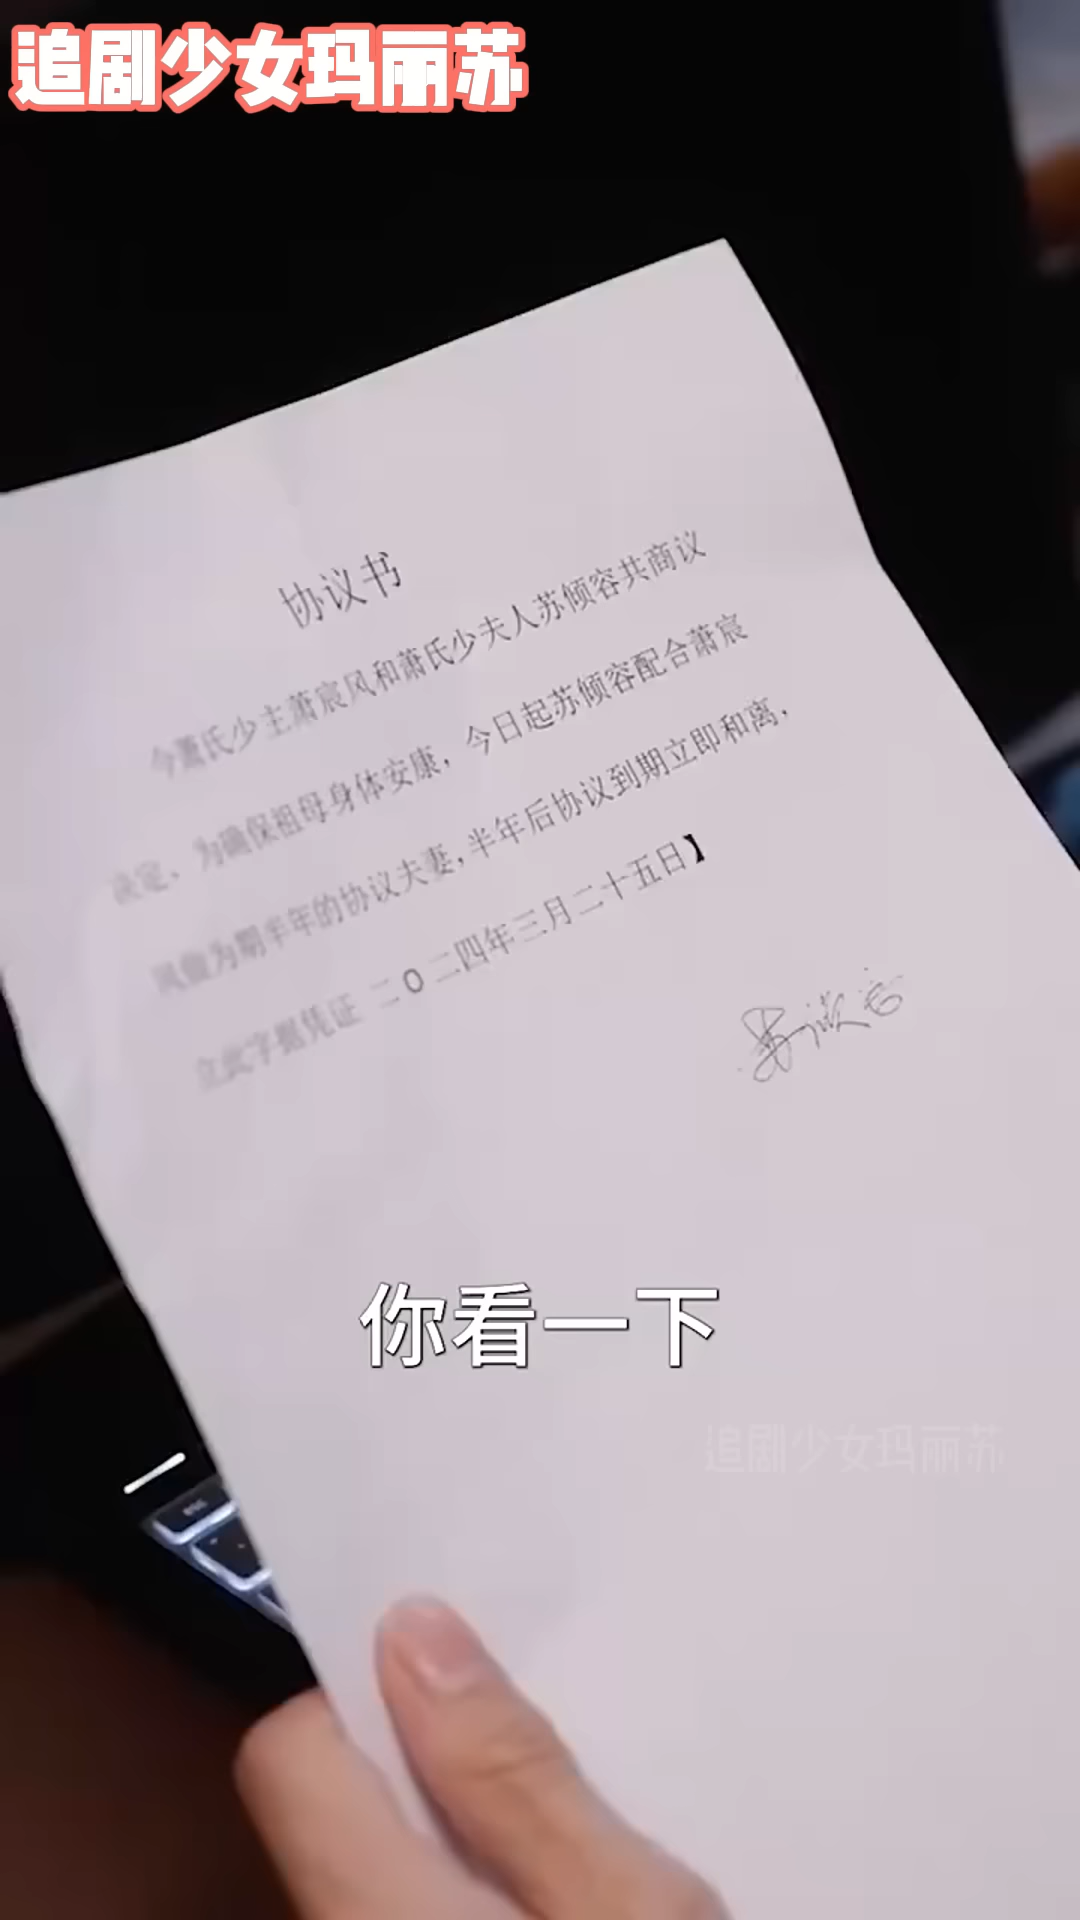 追剧少女玛丽苏
协议书
今萧氏少主萧宸风和萧氏少夫人苏倾容共商议
决定，为确保祖母身体安康，今日起苏倾容配合萧宸
风做为期半年的协议夫妻，半年后协议到期立即和离，
立此字据凭证 二0二四年三月二十五日】
你看一下
追剧少女玛丽苏
esc